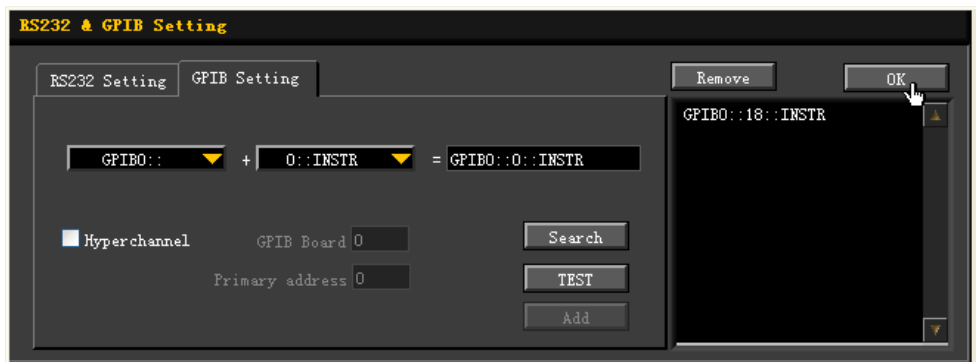 RS232 & GPIB Setting
RS232 Setting
GPIB Setting
GPIB0::
+
0::INSTR
=
GPIB0::0::INSTR
Hyperchannel
GPIB Board
0
Primary address
0
Search
TEST
Add
Remove
OK
GPIB0::18::INSTR